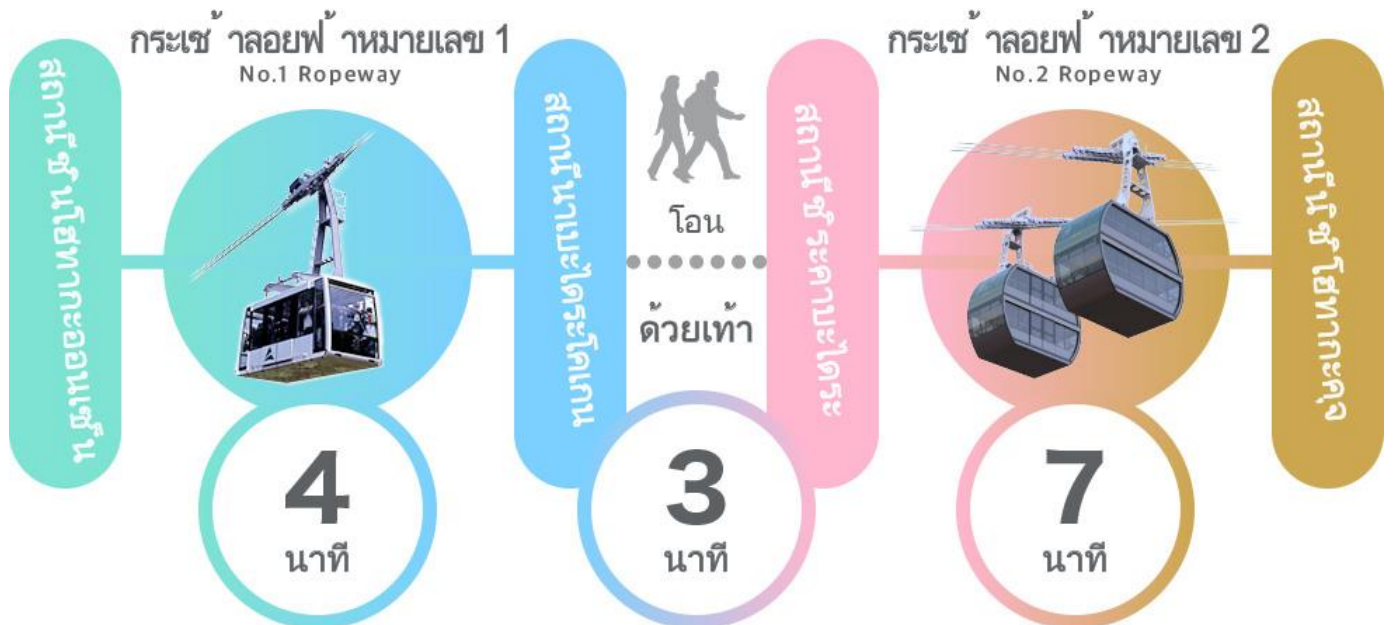 สถานีชินโฮทากะออนเซ็น
กระเช้าลอยฟ้าหมายเลข 1
No.1 Ropeway
4
นาที
สถานีนาเบะไดระโคเกน
โอน
ด้วยเท้า
3
นาที
สถานีชิระคาบะไดระ
กระเช้าลอยฟ้าหมายเลข 2
No.2 Ropeway
7
นาที
สถานีนิชิโฮทากะคุจิ